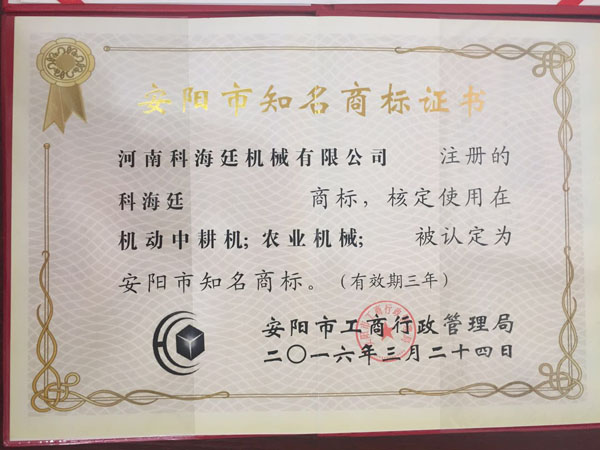 安阳市知名商标证书
河南科海廷机械有限公司 注册的
科海廷 商标，核定使用在
机动中耕机; 农业机械; 被认定为
安阳市知名商标。（有效期三年）
安阳市工商行政管理局
二〇一六年三月二十四日